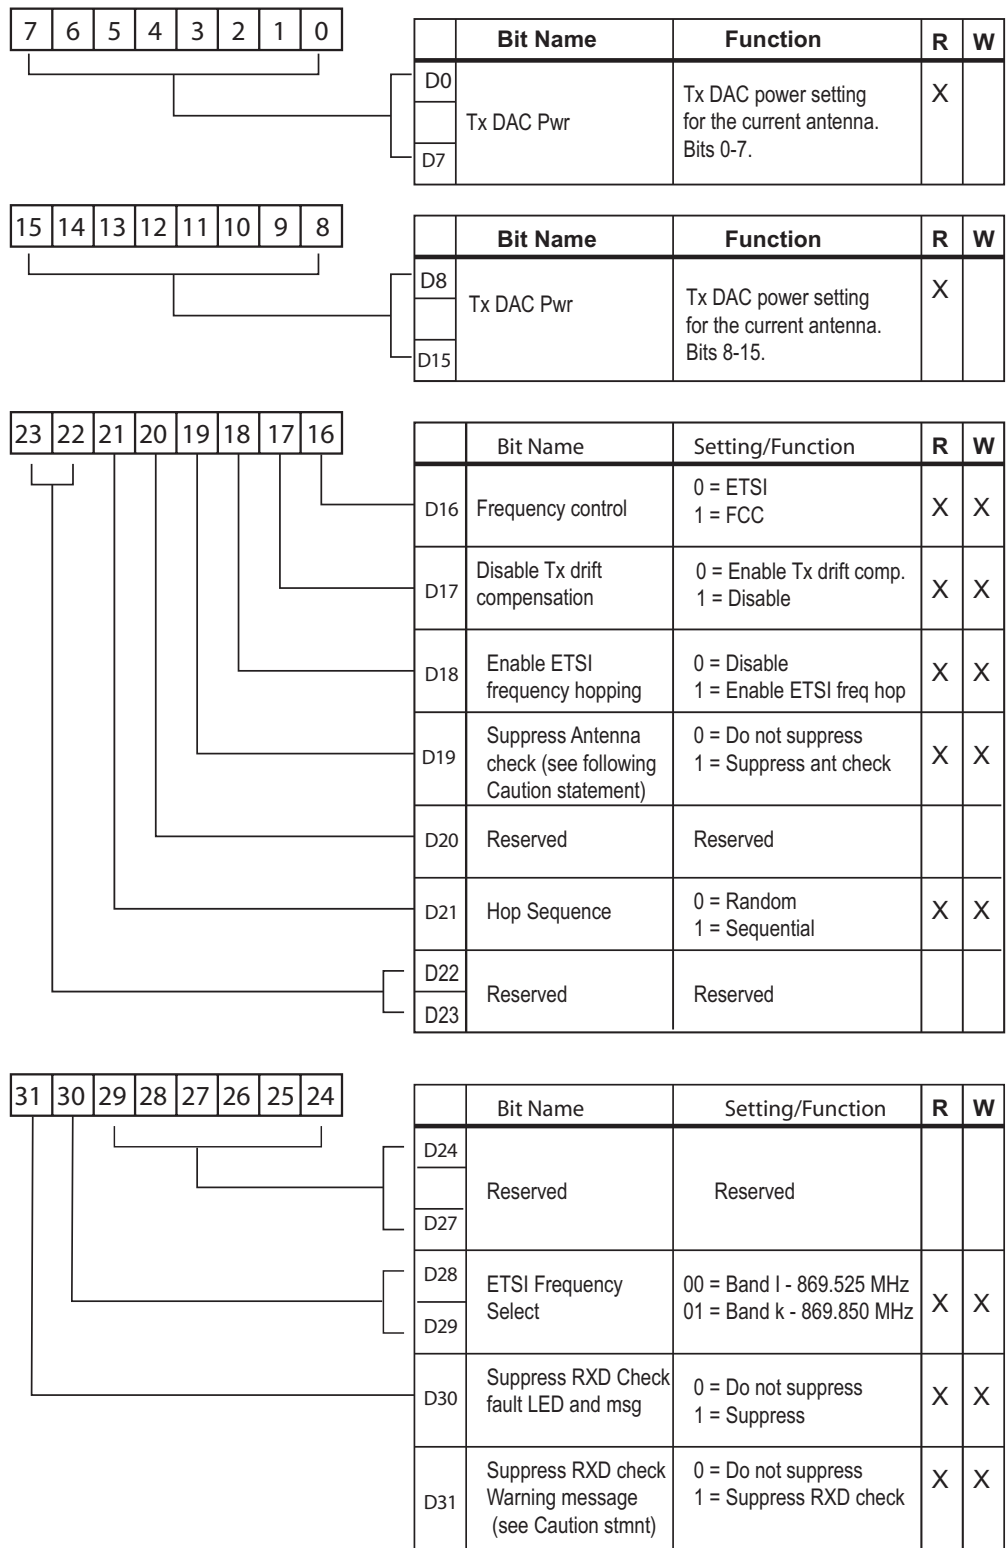 7 6 5 4 3 2 1 0
Bit Name Function R W
D0
Tx DAC Pwr
D7
Tx DAC power setting
for the current antenna.
Bits 0-7.
X
15 14 13 12 11 10 9 8
Bit Name Function R W
D8
Tx DAC Pwr
D15
Tx DAC power setting
for the current antenna.
Bits 8-15.
X
23 22 21 20 19 18 17 16
Bit Name Setting/Function R W
D16 Frequency control
0 = ETSI
1 = FCC
X X
D17
Disable Tx drift
compensation
0 = Enable Tx drift comp.
1 = Disable
X X
D18
Enable ETSI
frequency hopping
0 = Disable
1 = Enable ETSI freq hop
X X
D19
Suppress Antenna
check (see following
Caution statement)
0 = Do not suppress
1 = Suppress ant check
X X
D20 Reserved Reserved
D21 Hop Sequence
0 = Random
1 = Sequential
X X
D22
D23
Reserved Reserved
31 30 29 28 27 26 25 24
Bit Name Setting/Function R W
D24
D27
Reserved Reserved
D28
D29
ETSI Frequency
Select
00 = Band I - 869.525 MHz
01 = Band k - 869.850 MHz
X X
D30
Suppress RXD Check
fault LED and msg
0 = Do not suppress
1 = Suppress
X X
D31
Suppress RXD check
Warning message
(see Caution stmnt)
0 = Do not suppress
1 = Suppress RXD check
X X